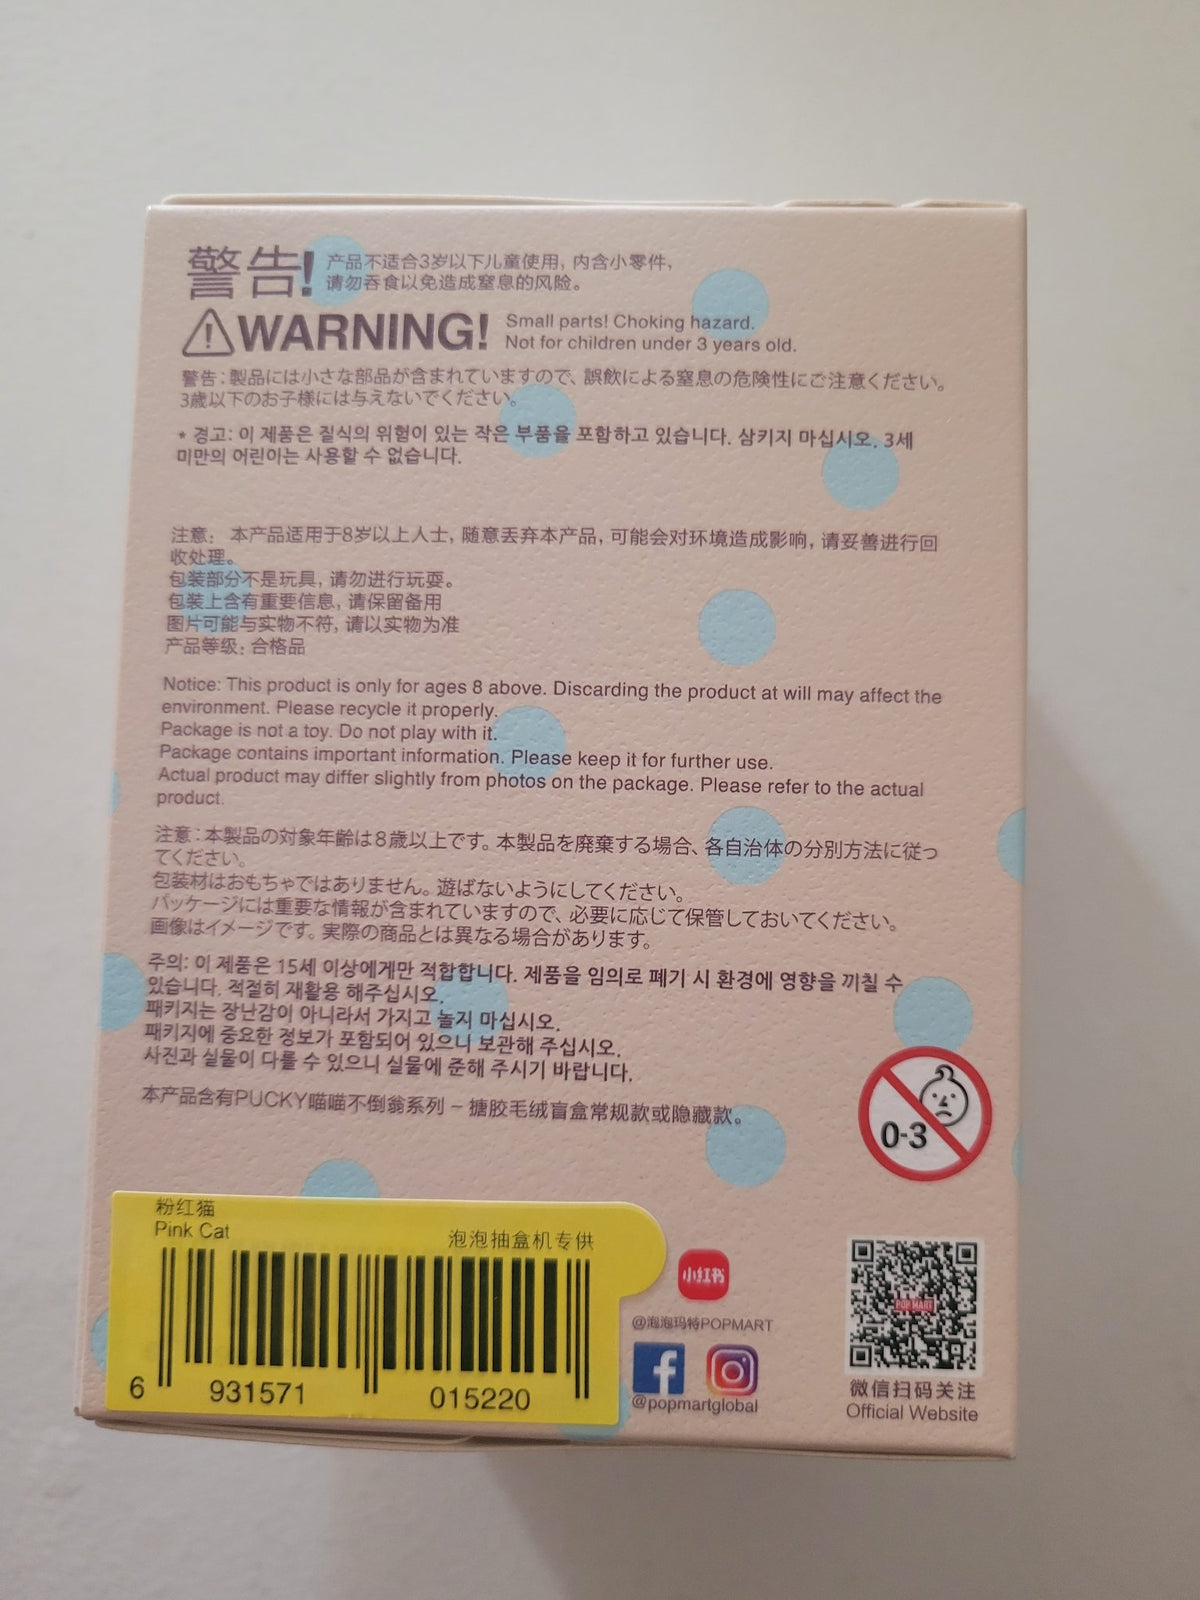 警告! 产品不适合3岁以下儿童使用, 内含小零件,
请勿吞食以免造成窒息的风险。
WARNING! Small parts! Choking hazard.
Not for children under 3 years old.
警告:製品には小さな部品が含まれていますので、誤飲による窒息の危険性にご注意ください。
3歳以下のお子様には与えないでください。
* 경고: 이 제품은 질식의 위험이 있는 작은 부품을 포함하고 있습니다. 삼키지 마십시오. 3세
미만의 어린이는 사용할 수 없습니다.
注意: 本产品适用于8岁以上人士, 随意丢弃本产品, 可能会对环境造成影响, 请妥善进行回
收处理。
包装部分不是玩具, 请勿进行玩耍。
包装上含有重要信息, 请保留备用
图片可能与实物不符, 请以实物为准
产品等级: 合格品
Notice: This product is only for ages 8 above. Discarding the product at will may affect the
environment. Please recycle it properly.
Package is not a toy. Do not play with it.
Package contains important information. Please keep it for further use.
Actual product may differ slightly from photos on the package. Please refer to the actual
product.
注意:本製品の対象年齢は8歳以上です。本製品を廃棄する場合、各自治体の分別方法に従っ
てください。
包装材はおもちゃではありません。遊ばないようにしてください。
パッケージには重要な情報が含まれていますので、必要に応じて保管しておいてください。
画像はイメージです。実際の商品とは異なる場合があります。
주의: 이 제품은 15세 이상에게만 적합합니다. 제품을 임의로 폐기 시 환경에 영향을 끼칠 수
있습니다. 적절히 재활용 해주십시오.
패키지는 장난감이 아니라서 가지고 놀지 마십시오.
패키지에 중요한 정보가 포함되어 있으니 보관해 주십시오.
사진과 실물이 다를 수 있으니 실물에 준해 주시기 바랍니다.
本产品含有PUCKY喵喵不倒翁系列 - 搪胶毛绒盲盒常规款或隐藏款。
0-3
粉红猫
Pink Cat
泡泡抽盒机专供
6 931571 015220
小红书
@泡泡玛特POPMART
@popmartglobal
POP MART
微信扫码关注
Official Website